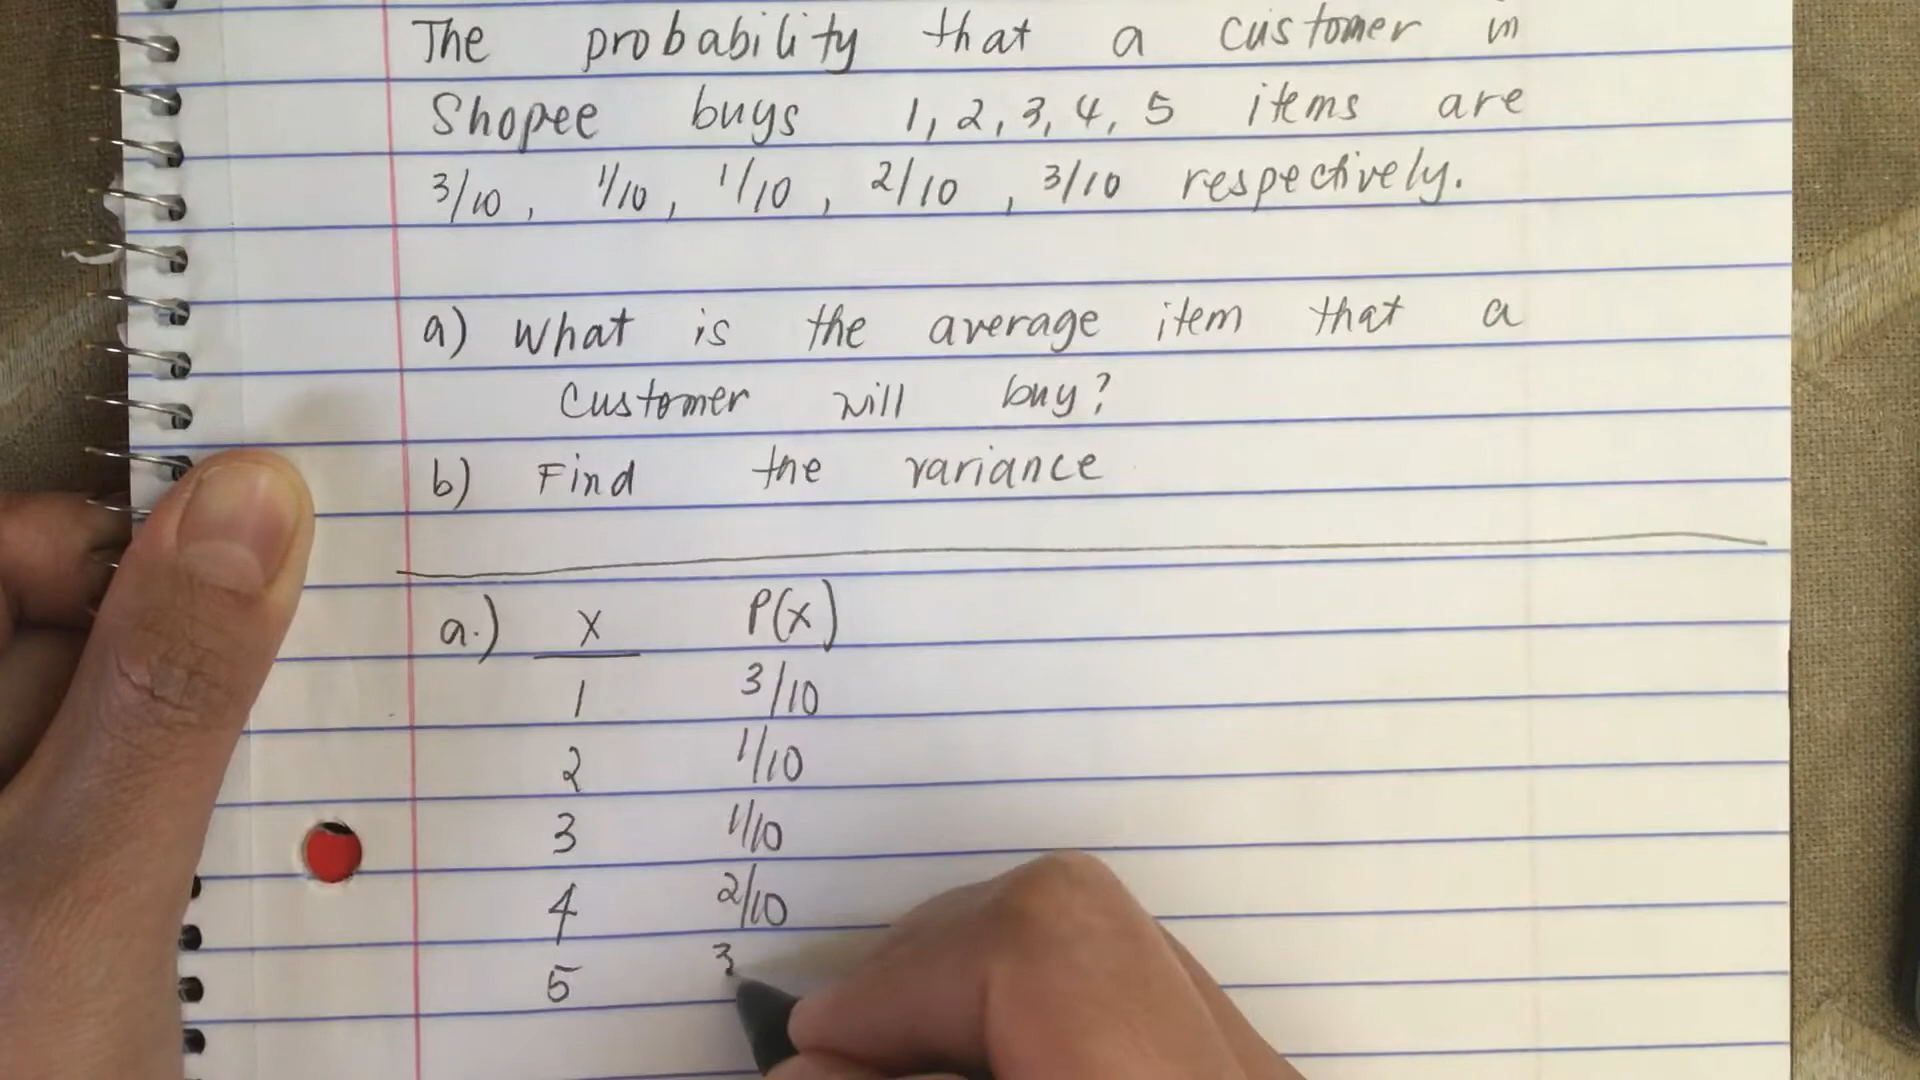 The probability that a customer in
Shopee buys 1, 2, 3, 4, 5 items are
3/10, 1/10, 1/10, 2/10, 3/10 respectively.
a) What is the average item that a
customer will buy?
b) Find the variance
a.) X P(X)
1 3/10
2 1/10
3 1/10
4 2/10
5 3